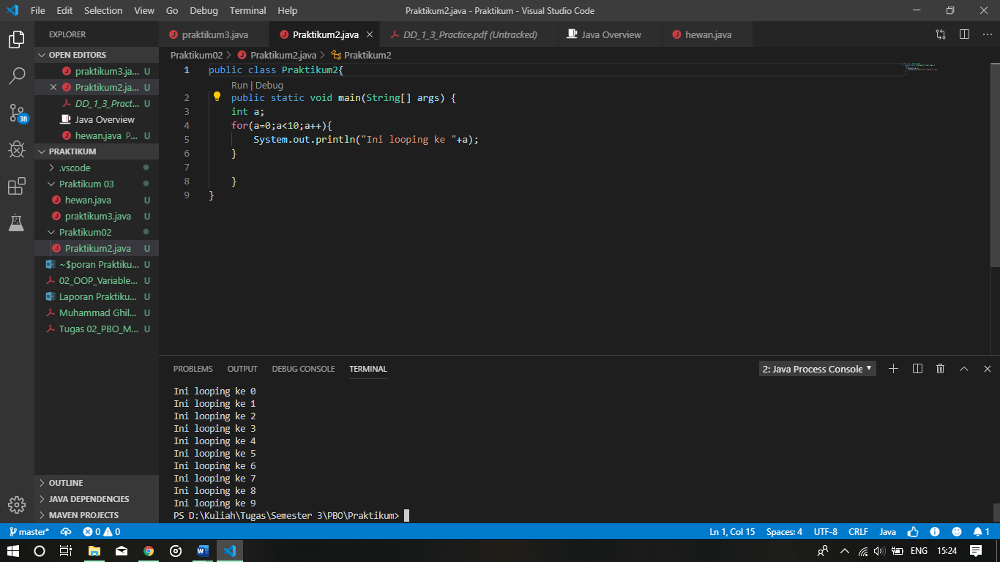 File Edit Selection View Go Debug Terminal Help
Praktikum2.java - Praktikum - Visual Studio Code
EXPLORER
OPEN EDITORS
praktikum3.ja... U
Praktikum2.ja... U
DD_1_3_Pract... U
Java Overview
hewan.java P... U
PRAKTIKUM
.vscode
Praktikum 03
hewan.java U
praktikum3.java U
Praktikum02
Praktikum2.java U
~$poran Praktiku... U
02_OOP_Variable... U
Laporan Praktiku... U
Muhammad Ghil... U
Tugas 02_PBO_M... U
OUTLINE
JAVA DEPENDENCIES
MAVEN PROJECTS
38
praktikum3.java
Praktikum2.java
DD_1_3_Practice.pdf (Untracked)
Java Overview
hewan.java
Praktikum02 > Praktikum2.java > Praktikum2
1 public class Praktikum2{
Run | Debug
2 public static void main(String[] args) {
3 int a;
4 for(a=0;a<10;a++){
5 System.out.println("Ini looping ke "+a);
6 }
7
8 }
9 }
PROBLEMS OUTPUT DEBUG CONSOLE TERMINAL
2: Java Process Console
Ini looping ke 0
Ini looping ke 1
Ini looping ke 2
Ini looping ke 3
Ini looping ke 4
Ini looping ke 5
Ini looping ke 6
Ini looping ke 7
Ini looping ke 8
Ini looping ke 9
PS D:\Kuliah\Tugas\Semester 3\PBO\Praktikum>
master* 0 0
Ln 1, Col 15 Spaces: 4 UTF-8 CRLF Java 1
ENG 15:24